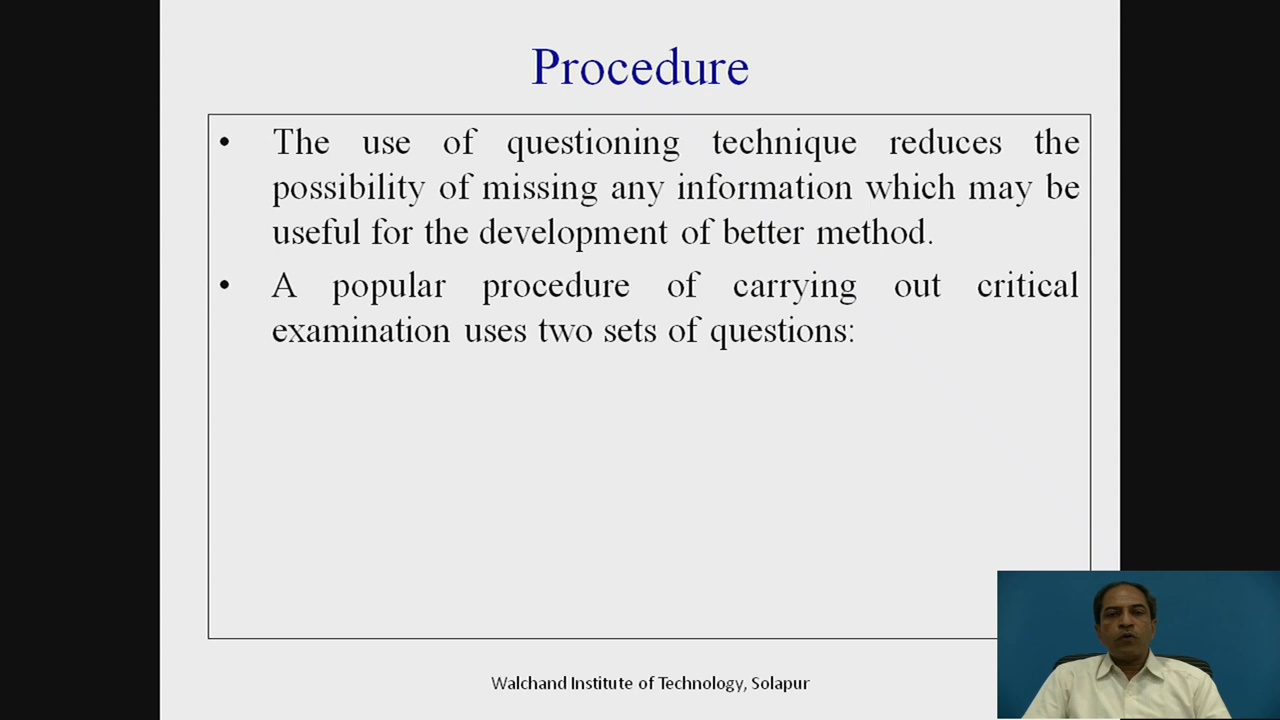 Procedure
• The use of questioning technique reduces the
possibility of missing any information which may be
useful for the development of better method.
• A popular procedure of carrying out critical
examination uses two sets of questions:
Walchand Institute of Technology, Solapur